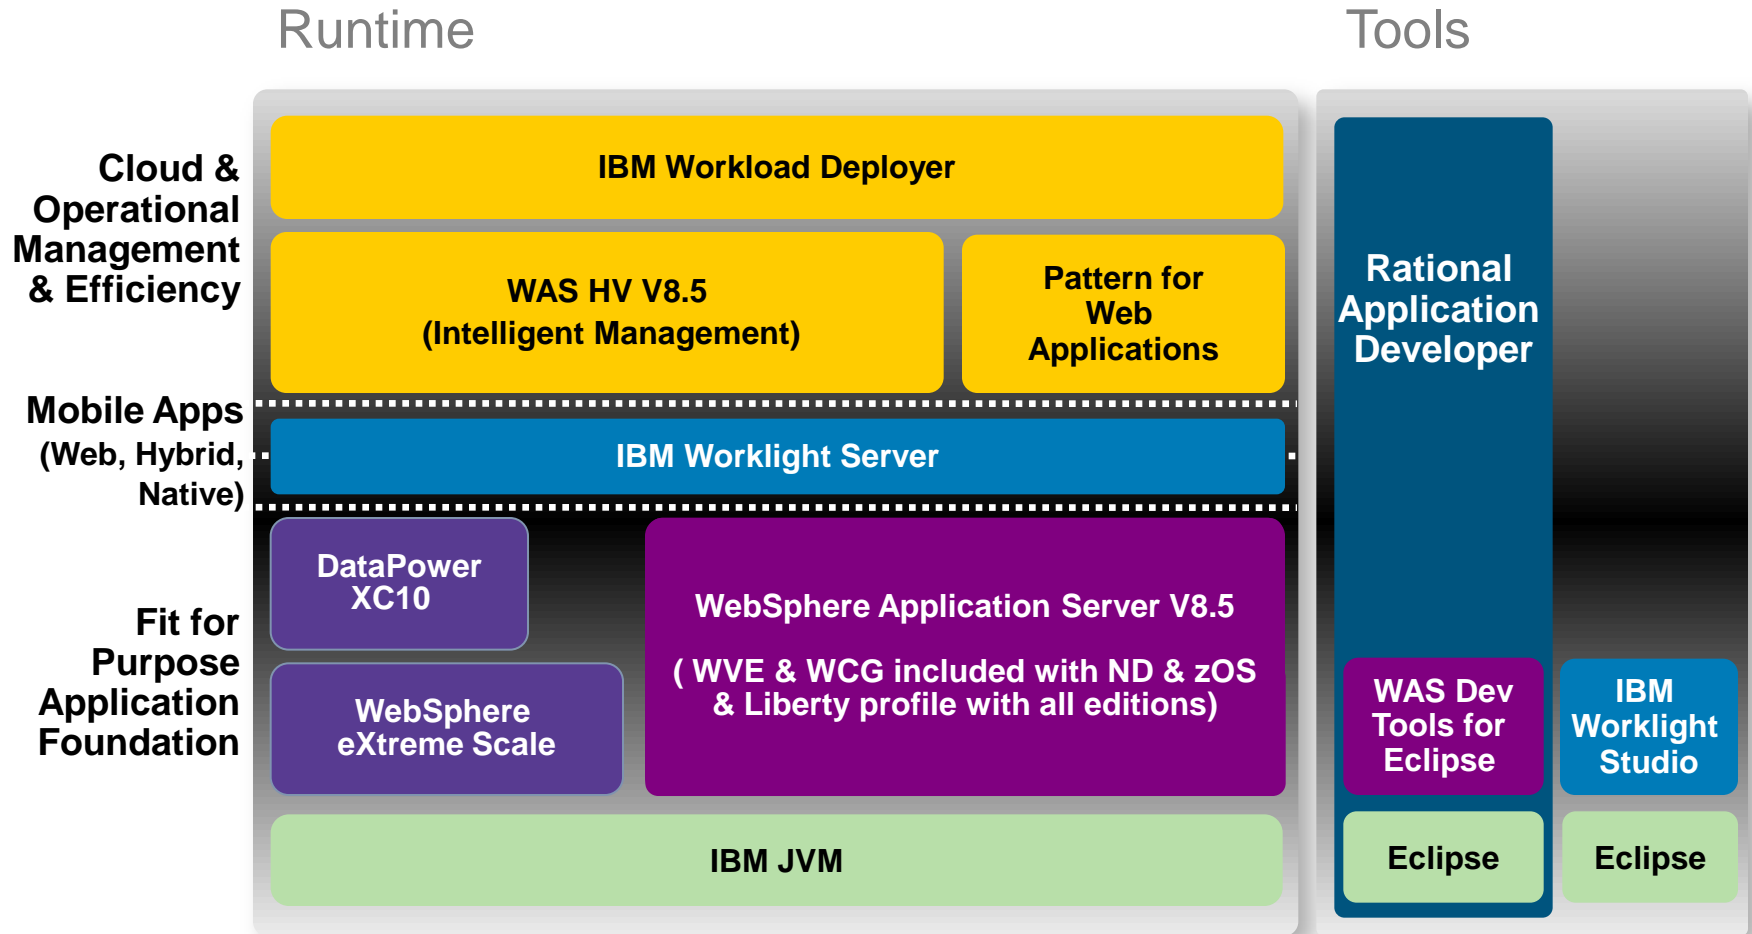 Runtime
Tools
Cloud &
Operational
Management
& Efficiency
IBM Workload Deployer
WAS HV V8.5
(Intelligent Management)
Pattern for
Web
Applications
Rational
Application
Developer
Mobile Apps
(Web, Hybrid,
Native)
IBM Worklight Server
Fit for
Purpose
Application
Foundation
DataPower
XC10
WebSphere
eXtreme Scale
WebSphere Application Server V8.5
( WVE & WCG included with ND & zOS
& Liberty profile with all editions)
WAS Dev
Tools for
Eclipse
IBM
Worklight
Studio
IBM JVM
Eclipse
Eclipse